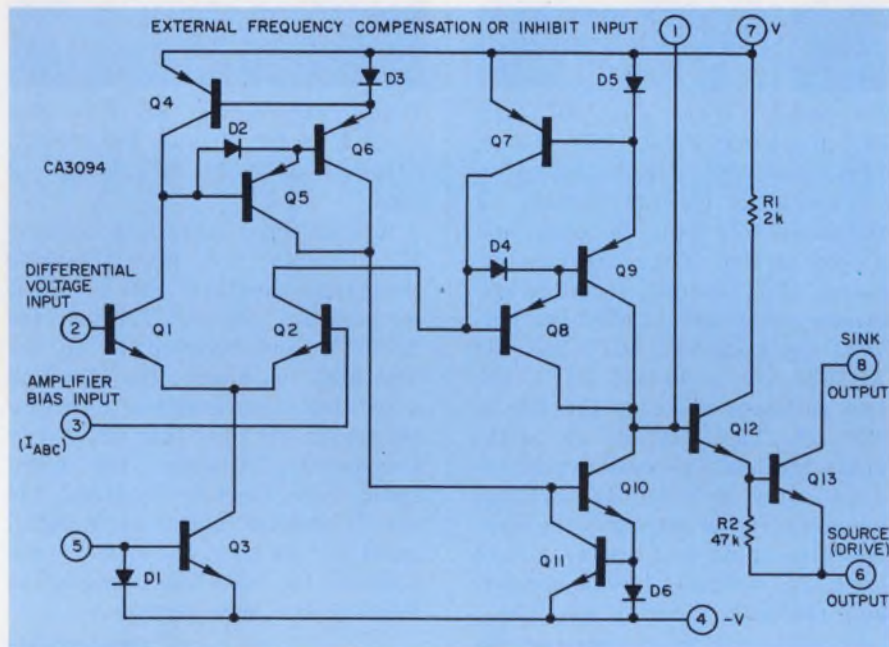 EXTERNAL FREQUENCY COMPENSATION OR INHIBIT INPUT
1
7 V
Q4
D3
D5
D2
Q6
Q7
CA3094
Q5
R1
2k
D4
Q9
DIFFERENTIAL
VOLTAGE
INPUT
2
Q1
Q2
Q8
SINK
8
OUTPUT
AMPLIFIER
BIAS INPUT
3
(IABC)
Q12
Q13
Q10
R2
47k
SOURCE
(DRIVE)
6
OUTPUT
5
Q3
D1
Q11
D6
4 -V